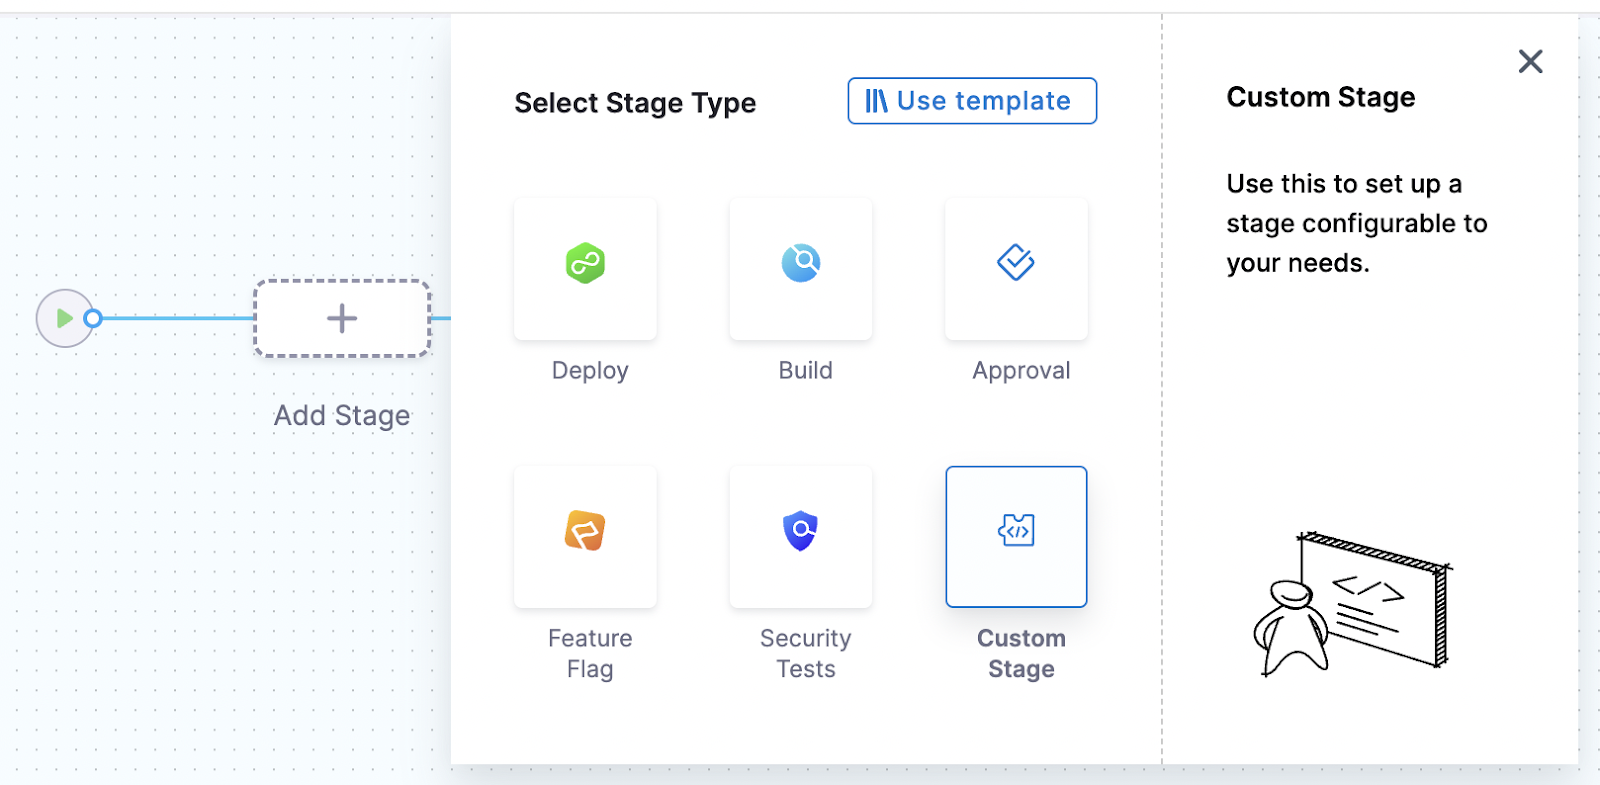 Select Stage Type
Use template
Custom Stage
Use this to set up a
stage configurable to
your needs.
Deploy
Build
Approval
Add Stage
Feature
Flag
Security
Tests
Custom
Stage